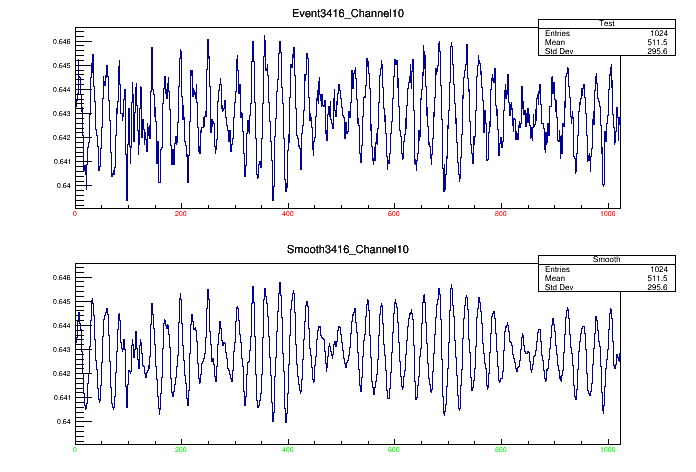 Event3416_Channel10
Test
Entries 1024
Mean 511.5
Std Dev 295.6
0.646
0.645
0.644
0.643
0.642
0.641
0.64
0 200 400 600 800 1000
Smooth3416_Channel10
Smooth
Entries 1024
Mean 511.5
Std Dev 295.6
0.646
0.645
0.644
0.643
0.642
0.641
0.64
0 200 400 600 800 1000